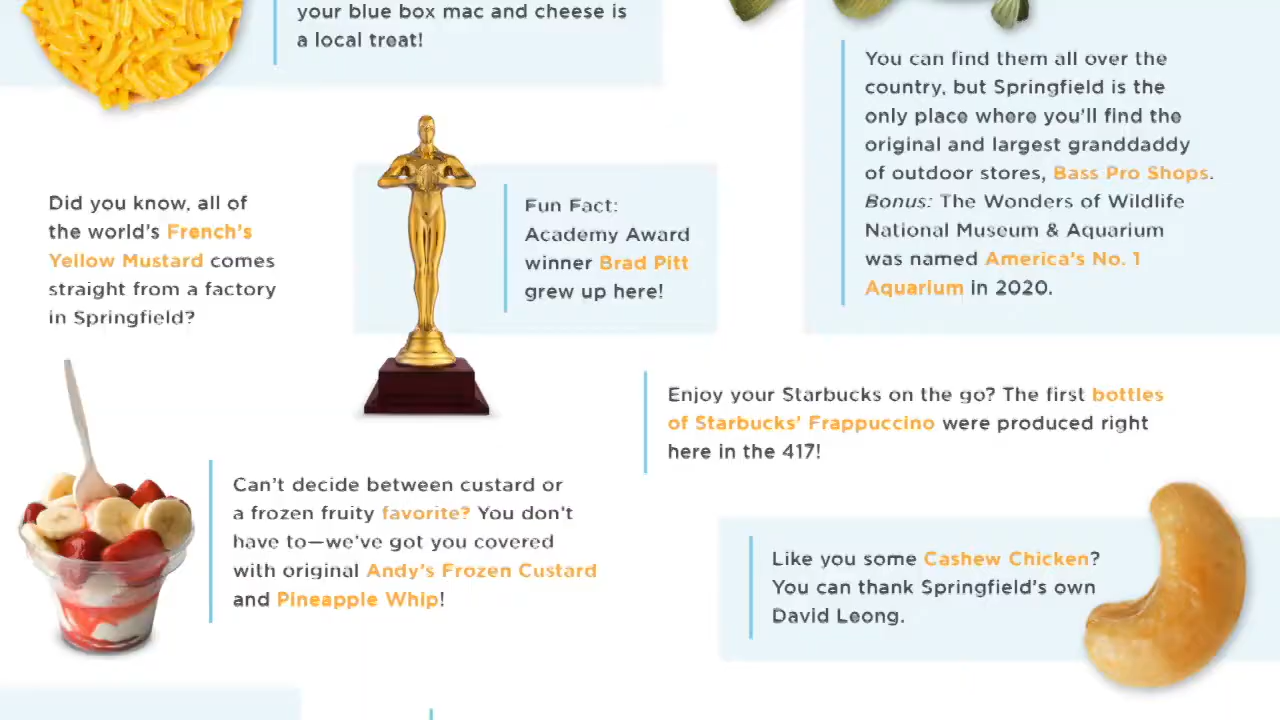 your blue box mac and cheese is
a local treat!
You can find them all over the
country, but Springfield is the
only place where you'll find the
original and largest granddaddy
of outdoor stores, Bass Pro Shops.
Bonus: The Wonders of Wildlife
National Museum & Aquarium
was named America's No. 1
Aquarium in 2020.
Did you know, all of
the world's French's
Yellow Mustard comes
straight from a factory
in Springfield?
Fun Fact:
Academy Award
winner Brad Pitt
grew up here!
Enjoy your Starbucks on the go? The first bottles
of Starbucks' Frappuccino were produced right
here in the 417!
Can't decide between custard or
a frozen fruity favorite? You don't
have to—we've got you covered
with original Andy's Frozen Custard
and Pineapple Whip!
Like you some Cashew Chicken?
You can thank Springfield's own
David Leong.